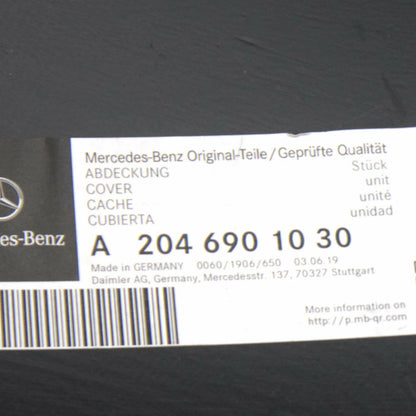 Mercedes-Benz Original-Teile/Geprüfte Qualität
ABDECKUNG Stück
COVER unit
CACHE unité
CUBIERTA unidad
des-Benz
A 204 690 10 30
Made in GERMANY 0060/1906/650 03.06.19
Daimler AG, Germany, Mercedesstr. 137, 70327 Stuttgart
More information on
http://p.mb-qr.com/